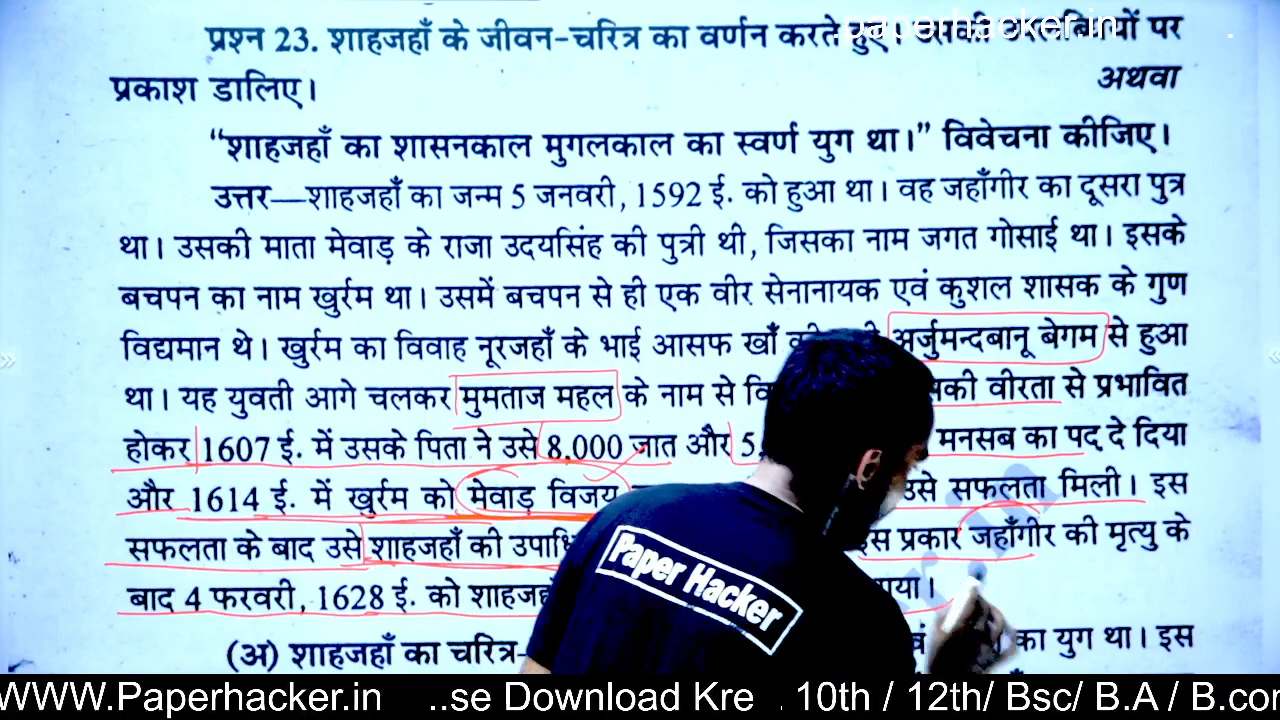 paperhacker.in
प्रश्न 23. शाहजहाँ के जीवन-चरित्र का वर्णन करते हुए। उसकी उपलब्धियों पर
प्रकाश डालिए।
अथवा
“शाहजहाँ का शासनकाल मुगलकाल का स्वर्ण युग था।” विवेचना कीजिए।
उत्तर—शाहजहाँ का जन्म 5 जनवरी, 1592 ई. को हुआ था। वह जहाँगीर का दूसरा पुत्र
था। उसकी माता मेवाड़ के राजा उदयसिंह की पुत्री थी, जिसका नाम जगत गोसाई था। इसके
बचपन का नाम खुर्रम था। उसमें बचपन से ही एक वीर सेनानायक एवं कुशल शासक के गुण
विद्यमान थे। खुर्रम का विवाह नूरजहाँ के भाई आसफ खाँ अर्जुमन्दबानू बेगम से हुआ
था। यह युवती आगे चलकर मुमताज महल के नाम से वीरता से प्रभावित
होकर 1607 ई. में उसके पिता ने उसे 8,000 जात और मनसब का पद दे दिया
और 1614 ई. में खुर्रम को मेवाड़ विजय उसे सफलता मिली। इस
सफलता के बाद उसे शाहजहाँ की इस प्रकार जहाँगीर की मृत्यु के
बाद 4 फरवरी, 1628 ई. को
(अ) शाहजहाँ का चरित्र- का युग था। इस
Paper Hacker
WWW.Paperhacker.in ..se Download Kre . 10th / 12th/ Bsc/ B.A / B.com